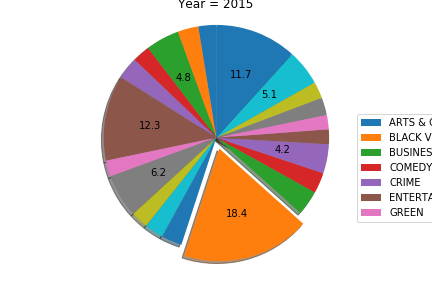 Year = 2015
11.7
4.8
5.1
12.3
4.2
6.2
18.4
ARTS &
BLACK V
BUSINES
COMEDY
CRIME
ENTERTA
GREEN